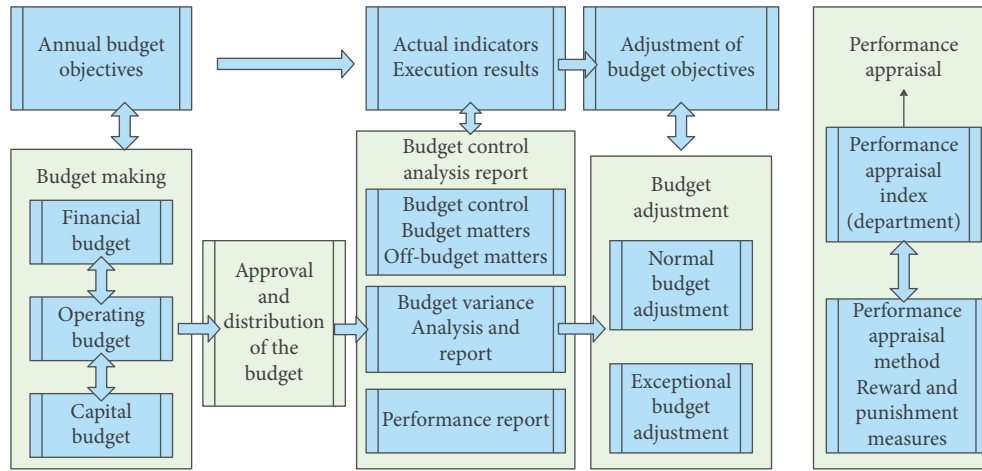 Annual budget
objectives
Actual indicators
Execution results
Adjustment of
budget objectives
Budget making
Financial
budget
Operating
budget
Capital
budget
Approval
and
distribution
of the
budget
Budget control
analysis report
Budget control
Budget matters
Off-budget matters
Budget variance
Analysis and
report
Performance report
Budget
adjustment
Normal
budget
adjustment
Exceptional
budget
adjustment
Performance
appraisal
Performance
appraisal
index
(department)
Performance
appraisal
method
Reward and
punishment
measures